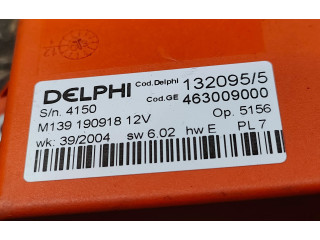 DELPHI Cod.Delphi 132095/5
S/n. 4150 Cod.GE 463009000
M139 190918 12V Op. 5156
wk: 39/2004 sw 6.02 hw E PL 7